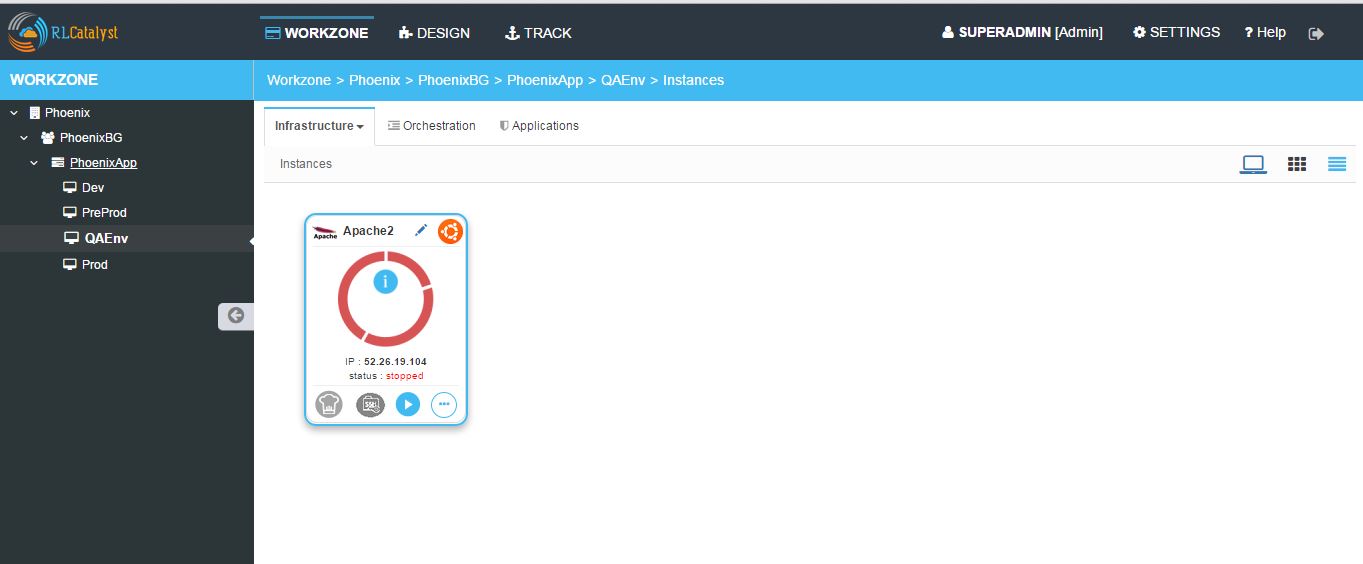 RLCatalyst
WORKZONE
DESIGN
TRACK
SUPERADMIN [Admin]
SETTINGS
? Help
WORKZONE
Workzone > Phoenix > PhoenixBG > PhoenixApp > QAEnv > Instances
Phoenix
PhoenixBG
PhoenixApp
Dev
PreProd
QAEnv
Prod
Infrastructure
Orchestration
Applications
Instances
Apache
Apache2
i
IP : 52.26.19.104
status : stopped
SSH